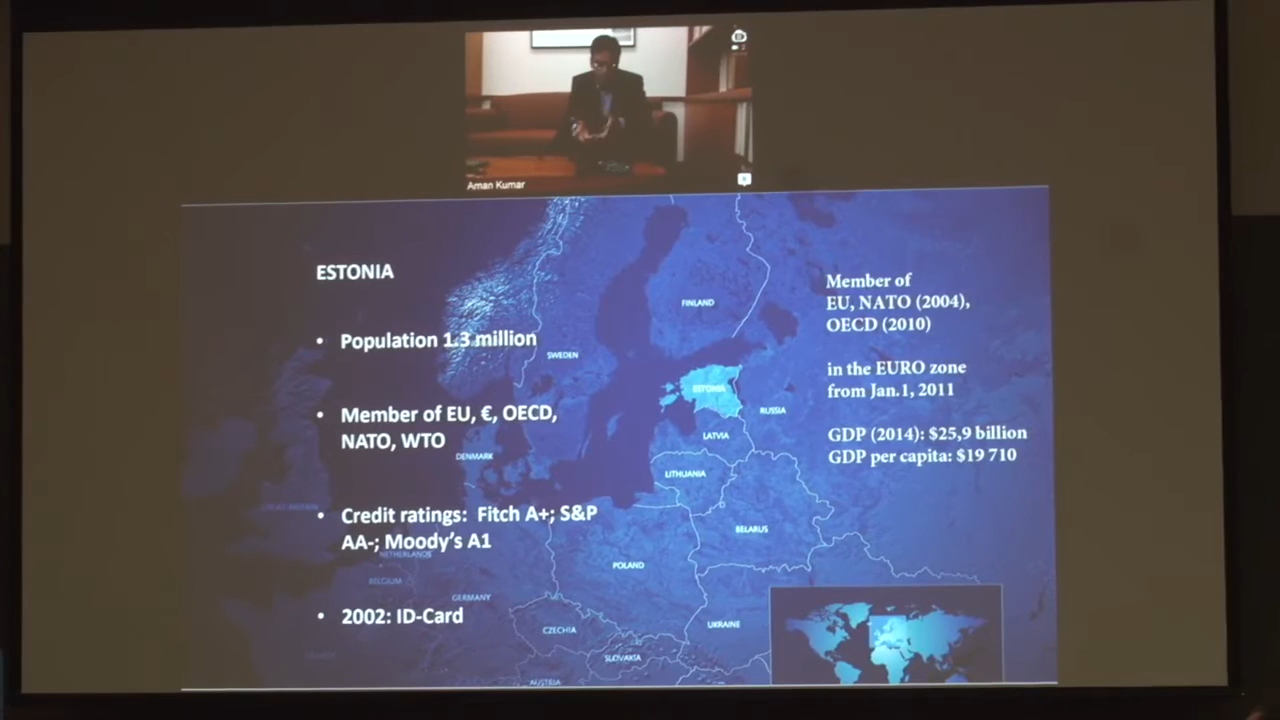 Aman Kumar
ESTONIA
• Population 1.3 million
• Member of EU, €, OECD,
NATO, WTO
• Credit ratings: Fitch A+; S&P
AA-; Moody's A1
• 2002: ID-Card
Member of
EU, NATO (2004),
OECD (2010)
in the EURO zone
from Jan.1, 2011
GDP (2014): $25,9 billion
GDP per capita: $19 710
FINLAND
SWEDEN
ESTONIA
RUSSIA
LATVIA
DENMARK
LITHUANIA
GREAT BRITAIN
BELARUS
NETHERLANDS
POLAND
BELGIUM
GERMANY
UKRAINE
CZECHIA
SLOVAKIA
AUSTRIA